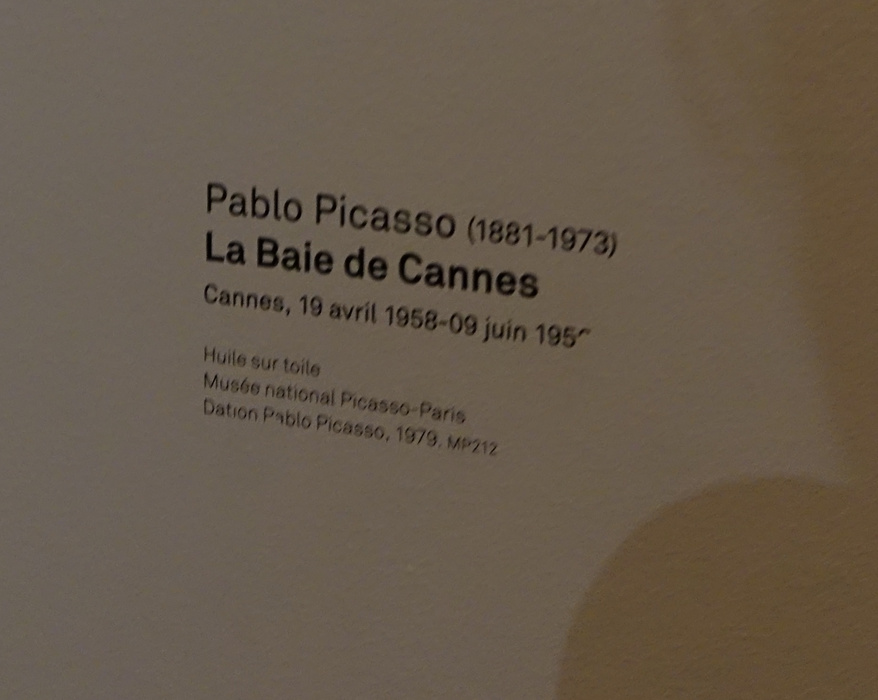 Pablo Picasso (1881-1973)
La Baie de Cannes
Cannes, 19 avril 1958-09 juin
Huile sur toile
Musée national Picasso-Paris
Dation Pablo Picasso, 1979. MP212